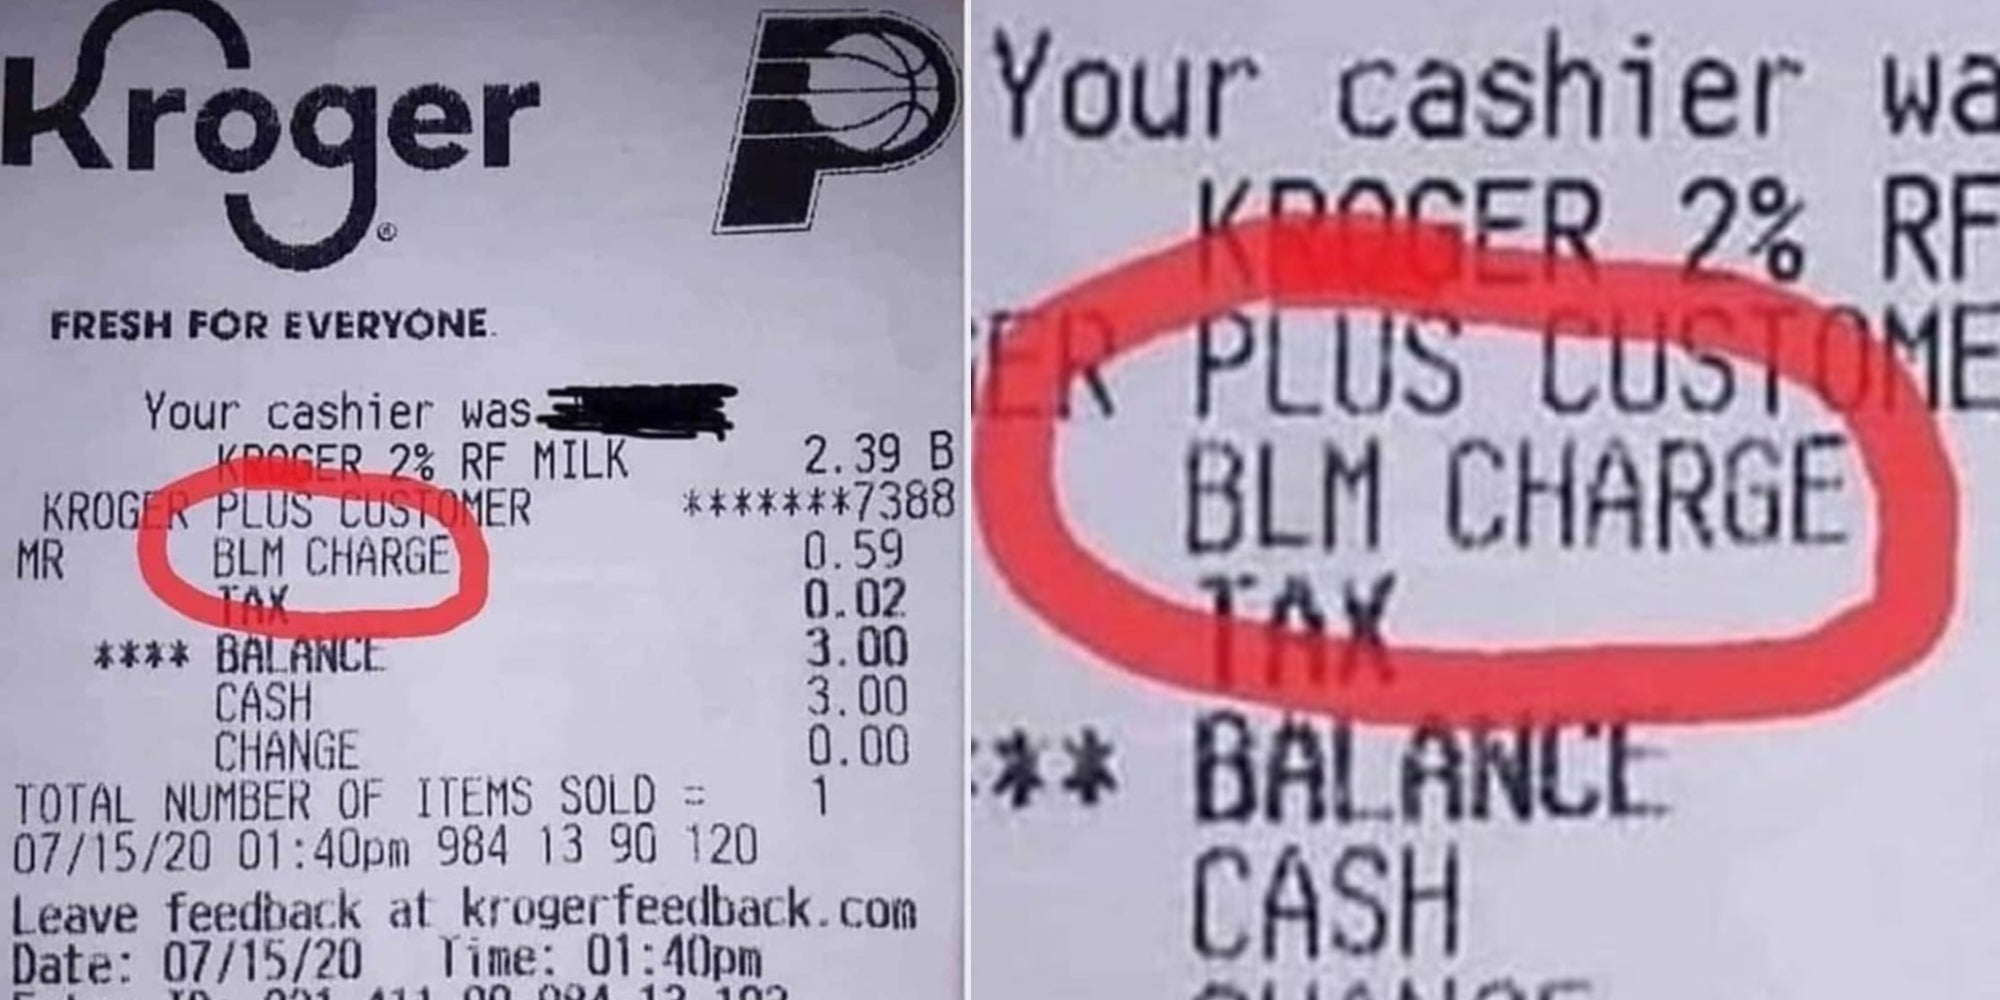 Kroger®
P
FRESH FOR EVERYONE.
Your cashier was
KROGER 2% RF MILK 2.39 B
KROGER PLUS CUSTOMER *******7388
MR BLM CHARGE 0.59
TAX 0.02
**** BALANCE 3.00
CASH 3.00
CHANGE 0.00
TOTAL NUMBER OF ITEMS SOLD = 1
07/15/20 01:40pm 984 13 90 120
Leave feedback at krogerfeedback.com
Date: 07/15/20 Time: 01:40pm
Your cashier wa
KROGER 2% RF
ER PLUS CUSTOME
BLM CHARGE
TAX
** BALANCE
CASH
CHANGE